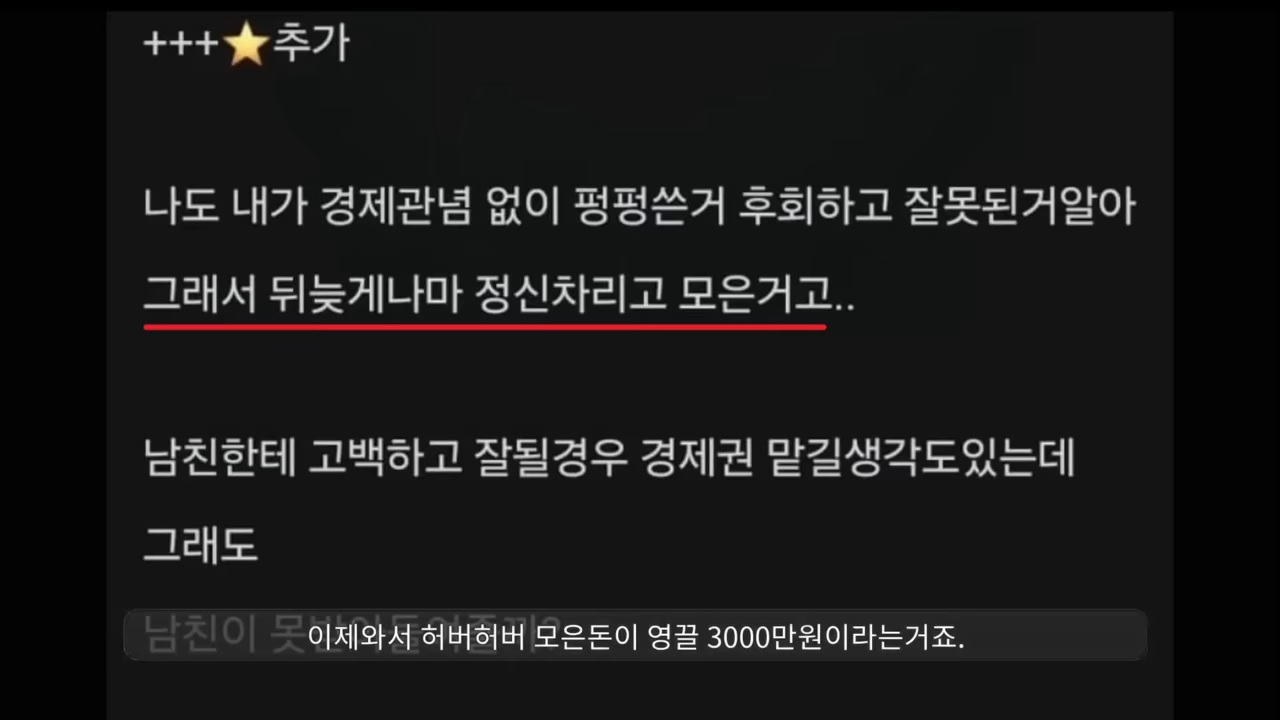 +++⭐추가
나도 내가 경제관념 없이 펑펑쓴거 후회하고 잘못된거알아
그래서 뒤늦게나마 정신차리고 모은거고..
남친한테 고백하고 잘될경우 경제권 맡길생각도있는데
그래도
남친이
이제와서 허버허버 모은돈이 영끌 3000만원이라는거죠.